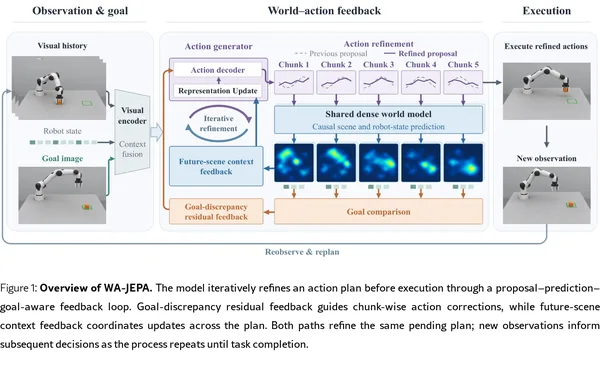 Observation & goal
World–action feedback
Execution
Visual history
Robot state
Goal image
Visual
encoder
Context
fusion
Action generator
Action decoder
Representation Update
Iterative
refinement
Future-scene context
feedback
Goal-discrepancy
residual feedback
Action refinement
Previous proposal
Refined proposal
Chunk 1
Chunk 2
Chunk 3
Chunk 4
Chunk 5
Shared dense world model
Causal scene and robot-state prediction
Goal comparison
Execute refined actions
New observation
Reobserve & replan
Figure 1: Overview of WA-JEPA. The model iteratively refines an action plan before execution through a proposal–prediction–
goal-aware feedback loop. Goal-discrepancy residual feedback guides chunk-wise action corrections, while future-scene
context feedback coordinates updates across the plan. Both paths refine the same pending plan; new observations inform
subsequent decisions as the process repeats until task completion.